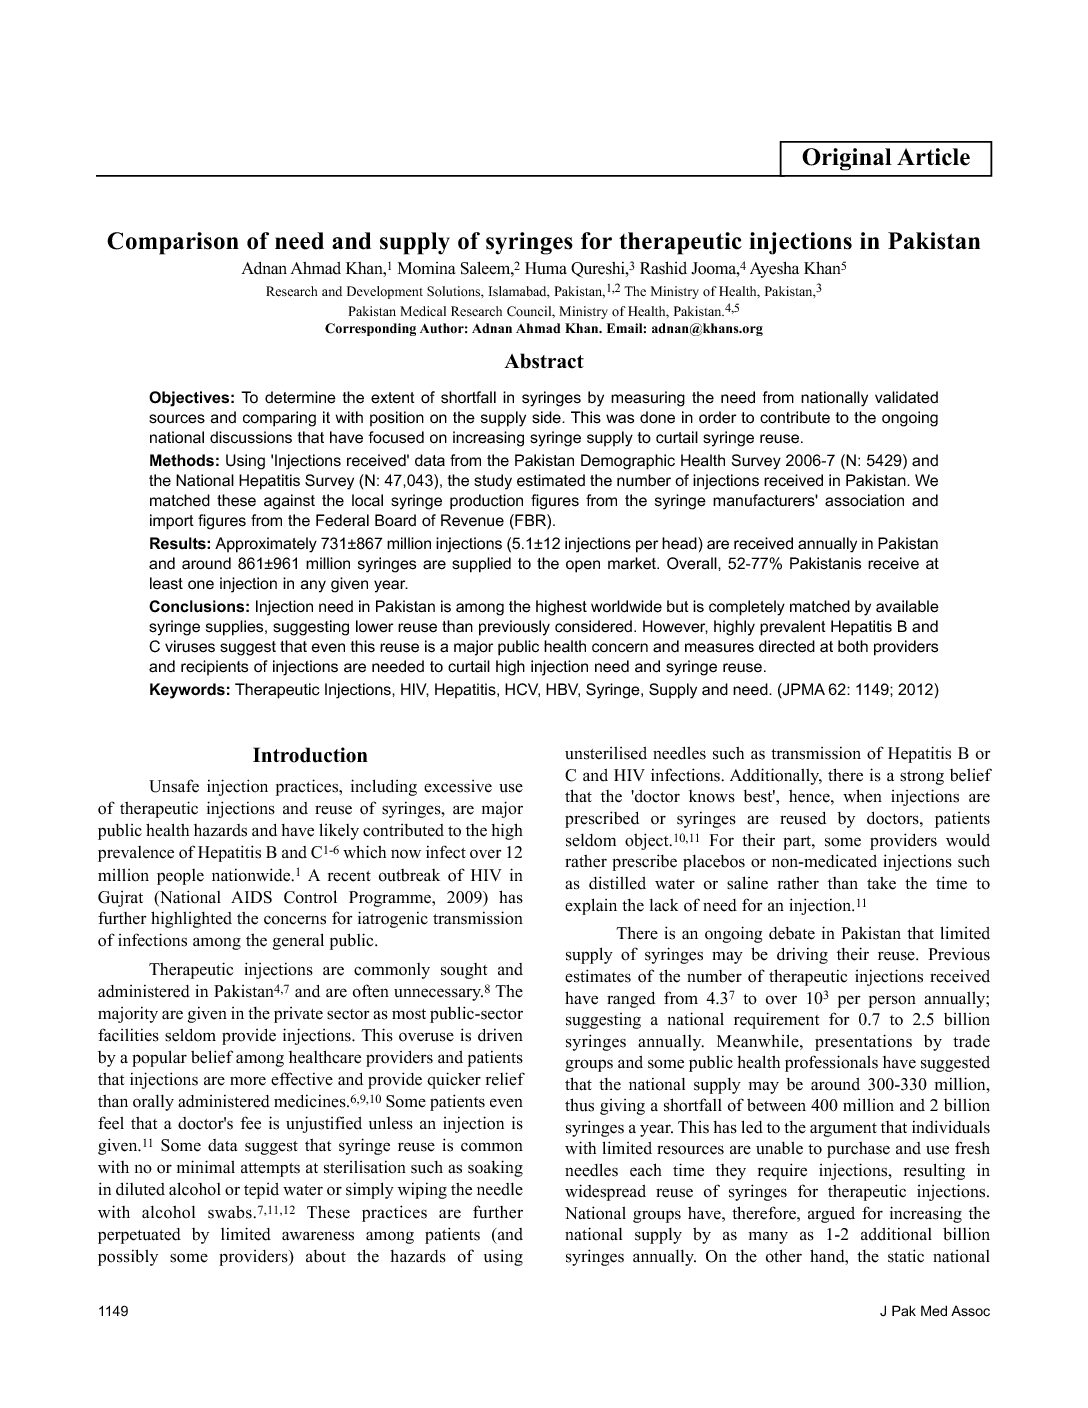 Original Article
Comparison of need and supply of syringes for therapeutic injections in Pakistan
Adnan Ahmad Khan,1 Momina Saleem,2 Huma Qureshi,3 Rashid Jooma,4 Ayesha Khan5
Research and Development Solutions, Islamabad, Pakistan,1,2 The Ministry of Health, Pakistan,3
Pakistan Medical Research Council, Ministry of Health, Pakistan.4,5
Corresponding Author: Adnan Ahmad Khan. Email: adnan@khans.org
Abstract
Objectives: To determine the extent of shortfall in syringes by measuring the need from nationally validated
sources and comparing it with position on the supply side. This was done in order to contribute to the ongoing
national discussions that have focused on increasing syringe supply to curtail syringe reuse.
Methods: Using 'Injections received' data from the Pakistan Demographic Health Survey 2006-7 (N: 5429) and
the National Hepatitis Survey (N: 47,043), the study estimated the number of injections received in Pakistan. We
matched these against the local syringe production figures from the syringe manufacturers' association and
import figures from the Federal Board of Revenue (FBR).
Results: Approximately 731±867 million injections (5.1±12 injections per head) are received annually in Pakistan
and around 861±961 million syringes are supplied to the open market. Overall, 52-77% Pakistanis receive at
least one injection in any given year.
Conclusions: Injection need in Pakistan is among the highest worldwide but is completely matched by available
syringe supplies, suggesting lower reuse than previously considered. However, highly prevalent Hepatitis B and
C viruses suggest that even this reuse is a major public health concern and measures directed at both providers
and recipients of injections are needed to curtail high injection need and syringe reuse.
Keywords: Therapeutic Injections, HIV, Hepatitis, HCV, HBV, Syringe, Supply and need. (JPMA 62: 1149; 2012)
Introduction
Unsafe injection practices, including excessive use
of therapeutic injections and reuse of syringes, are major
public health hazards and have likely contributed to the high
prevalence of Hepatitis B and C1-6 which now infect over 12
million people nationwide.1 A recent outbreak of HIV in
Gujrat (National AIDS Control Programme, 2009) has
further highlighted the concerns for iatrogenic transmission
of infections among the general public.
Therapeutic injections are commonly sought and
administered in Pakistan4,7 and are often unnecessary.8 The
majority are given in the private sector as most public-sector
facilities seldom provide injections. This overuse is driven
by a popular belief among healthcare providers and patients
that injections are more effective and provide quicker relief
than orally administered medicines.6,9,10 Some patients even
feel that a doctor's fee is unjustified unless an injection is
given.11 Some data suggest that syringe reuse is common
with no or minimal attempts at sterilisation such as soaking
in diluted alcohol or tepid water or simply wiping the needle
with alcohol swabs.7,11,12 These practices are further
perpetuated by limited awareness among patients (and
possibly some providers) about the hazards of using
unsterilised needles such as transmission of Hepatitis B or
C and HIV infections. Additionally, there is a strong belief
that the 'doctor knows best', hence, when injections are
prescribed or syringes are reused by doctors, patients
seldom object.10,11 For their part, some providers would
rather prescribe placebos or non-medicated injections such
as distilled water or saline rather than take the time to
explain the lack of need for an injection.11
There is an ongoing debate in Pakistan that limited
supply of syringes may be driving their reuse. Previous
estimates of the number of therapeutic injections received
have ranged from 4.37 to over 103 per person annually;
suggesting a national requirement for 0.7 to 2.5 billion
syringes annually. Meanwhile, presentations by trade
groups and some public health professionals have suggested
that the national supply may be around 300-330 million,
thus giving a shortfall of between 400 million and 2 billion
syringes a year. This has led to the argument that individuals
with limited resources are unable to purchase and use fresh
needles each time they require injections, resulting in
widespread reuse of syringes for therapeutic injections.
National groups have, therefore, argued for increasing the
national supply by as many as 1-2 additional billion
syringes annually. On the other hand, the static national
1149
J Pak Med Assoc